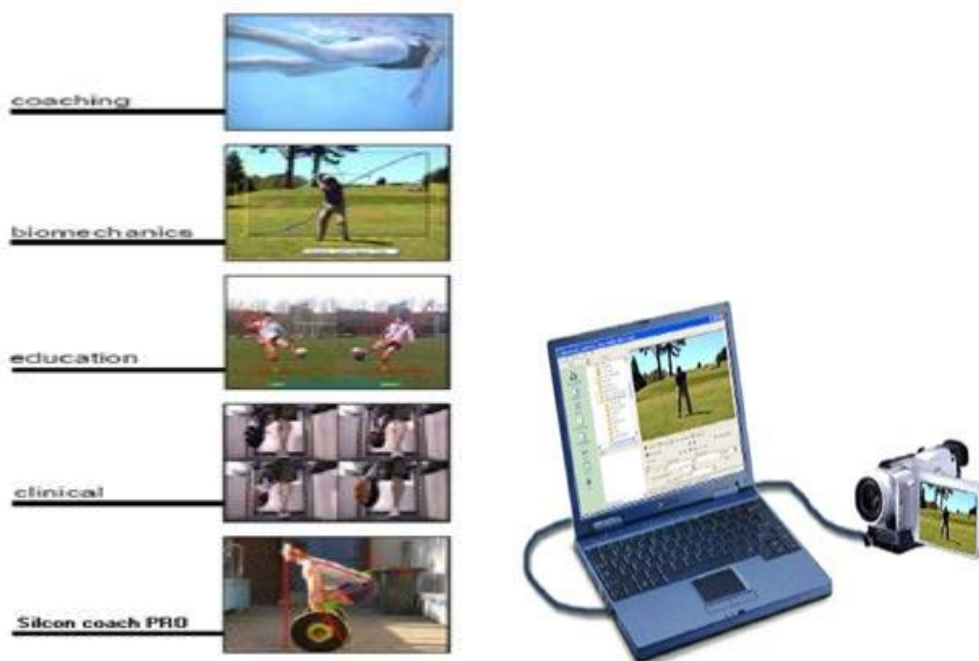 coaching
biomechanics
education
clinical
Silcon coach PRO